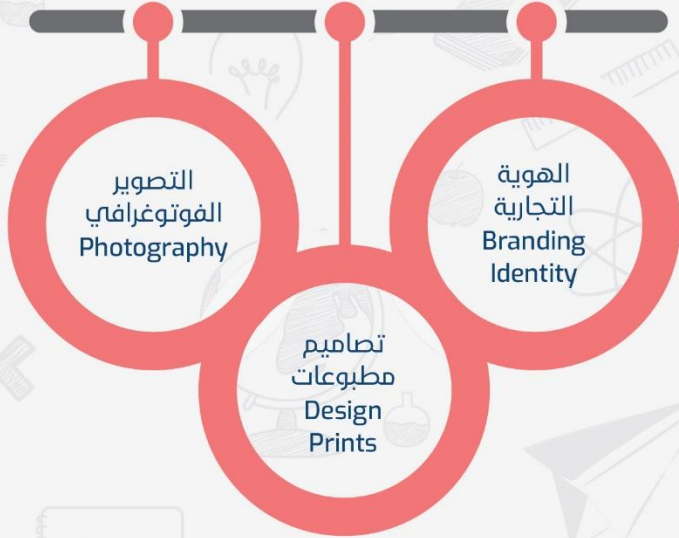 الهوية
التجارية
Branding
Identity
تصاميم
مطبوعات
Design
Prints
التصوير
الفوتوغرافي
Photography